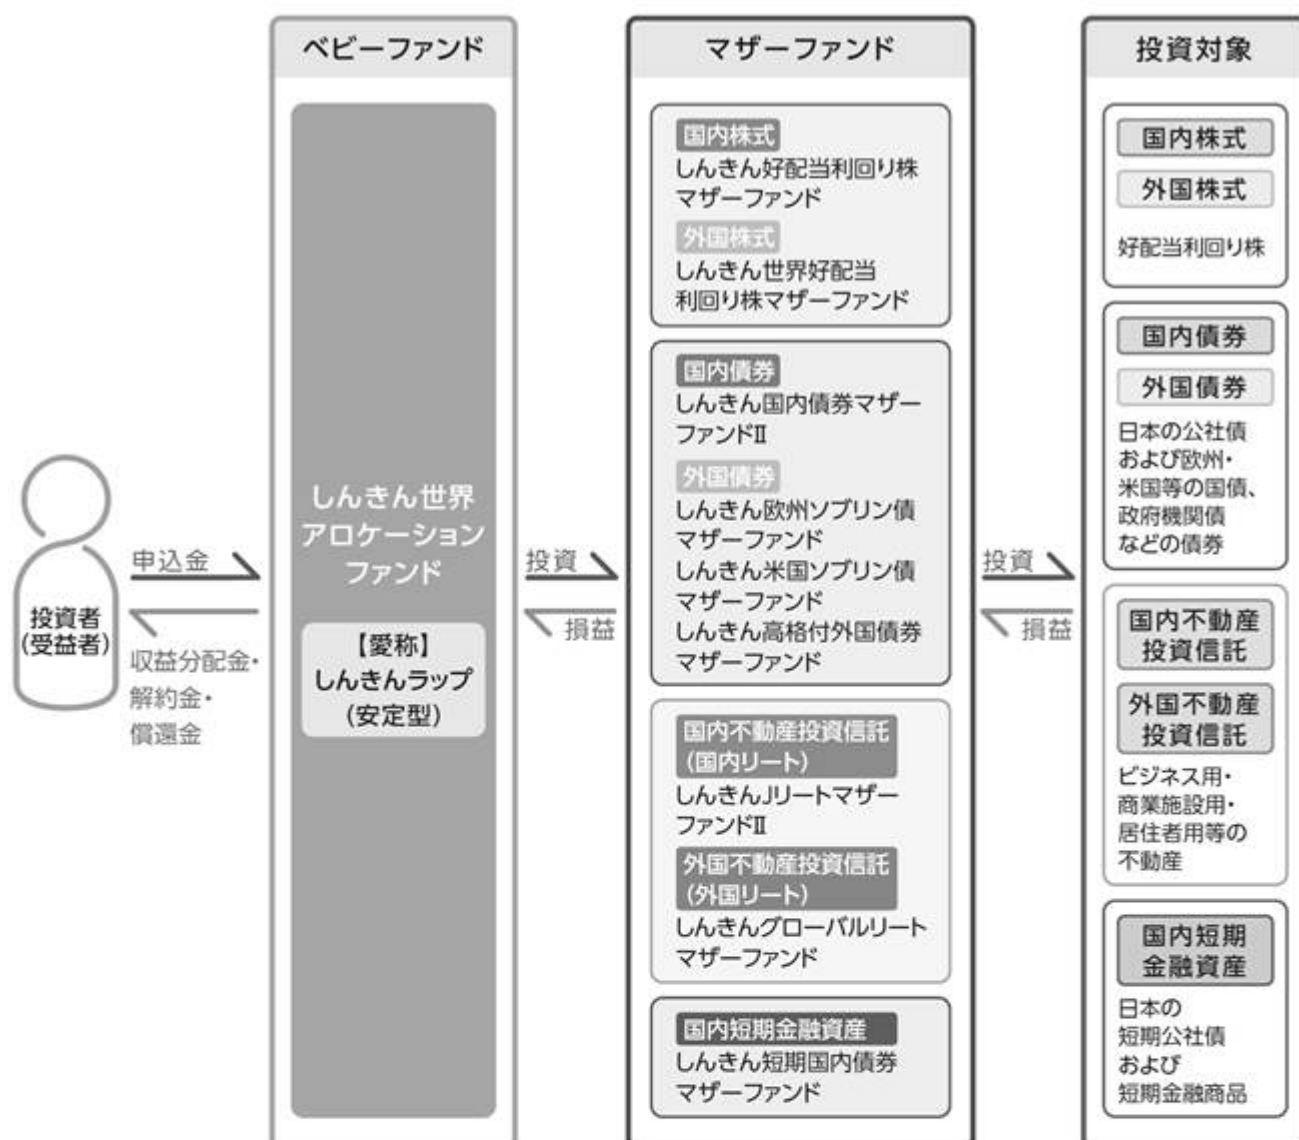 ベビーファンド
マザーファンド
投資対象
投資者
(受益者)
申込金
収益分配金・
解約金・
償還金
しんきん世界
アロケーション
ファンド
【愛称】
しんきんラップ
(安定型)
投資
損益
国内株式
しんきん好配当利回り株
マザーファンド
外国株式
しんきん世界好配当
利回り株マザーファンド
国内債券
しんきん国内債券マザー
ファンドⅡ
外国債券
しんきん欧州ソブリン債
マザーファンド
しんきん米国ソブリン債
マザーファンド
しんきん高格付外国債券
マザーファンド
国内不動産投資信託
(国内リート)
しんきんJリートマザー
ファンドⅡ
外国不動産投資信託
(外国リート)
しんきんグローバルリート
マザーファンド
国内短期金融資産
しんきん短期国内債券
マザーファンド
投資
損益
国内株式
外国株式
好配当利回り株
国内債券
外国債券
日本の公社債
および欧州・
米国等の国債、
政府機関債
などの債券
国内不動産
投資信託
外国不動産
投資信託
ビジネス用・
商業施設用・
居住者用等の
不動産
国内短期
金融資産
日本の
短期公社債
および
短期金融商品